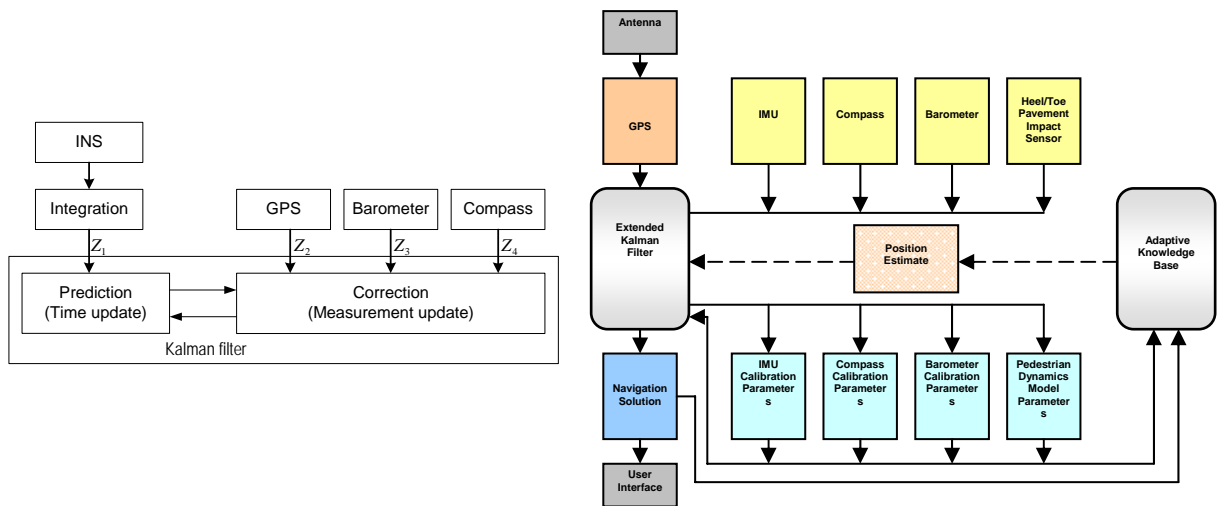 INS
Integration
GPS
Barometer
Compass
Z1
Z2
Z3
Z4
Prediction
(Time update)
Correction
(Measurement update)
Kalman filter
Antenna
GPS
IMU
Compass
Barometer
Heel/Toe
Pavement
Impact
Sensor
Extended
Kalman
Filter
Position
Estimate
Adaptive
Knowledge
Base
Navigation
Solution
IMU
Calibration
Parameter
s
Compass
Calibration
Parameter
s
Barometer
Calibration
Parameter
s
Pedestrian
Dynamics
Model
Parameter
s
User
Interface